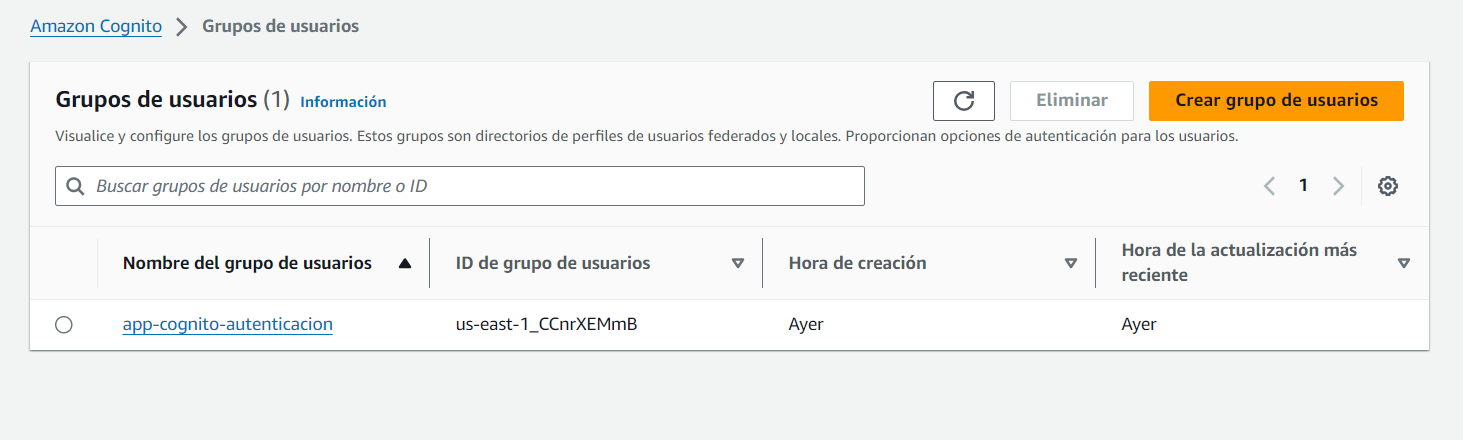 Amazon Cognito > Grupos de usuarios
Grupos de usuarios (1) Información
Eliminar
Crear grupo de usuarios
Visualice y configure los grupos de usuarios. Estos grupos son directorios de perfiles de usuarios federados y locales. Proporcionan opciones de autenticación para los usuarios.
Buscar grupos de usuarios por nombre o ID
1
Nombre del grupo de usuarios
ID de grupo de usuarios
Hora de creación
Hora de la actualización más
reciente
app-cognito-autenticacion
us-east-1_CCnrXEMmB
Ayer
Ayer